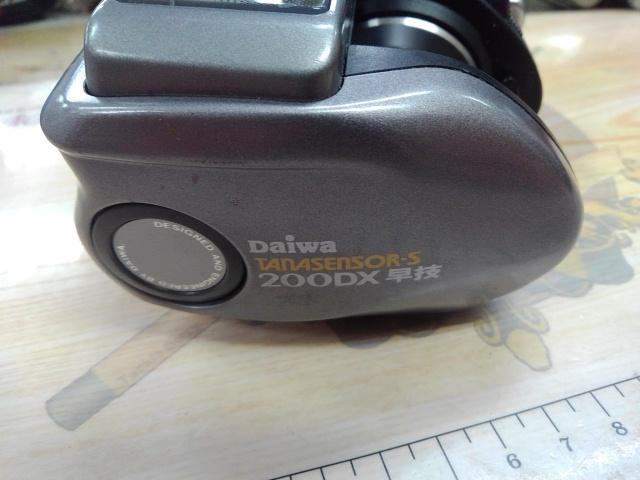 DESIGNED AND ENGINEERED BY DAIWA
Daiwa
TANASENSOR·S
200DX 早技
6 7 8